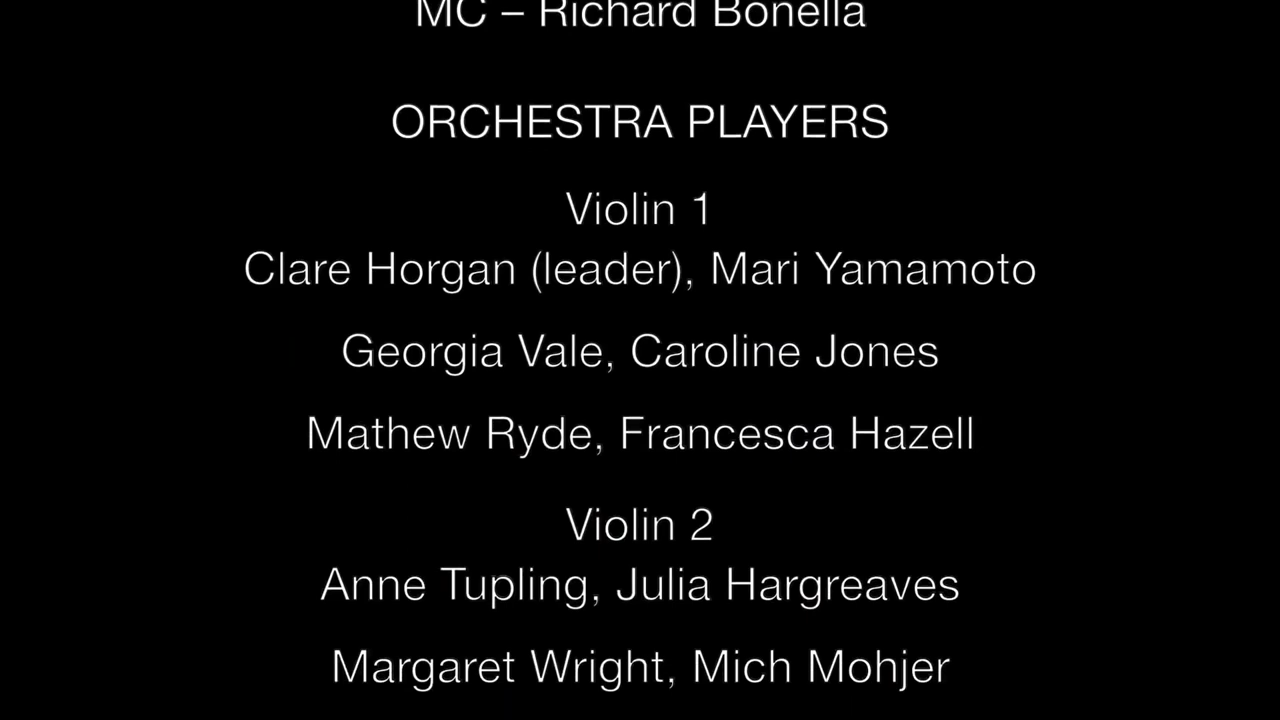 MC – Richard Bonella
ORCHESTRA PLAYERS
Violin 1
Clare Horgan (leader), Mari Yamamoto
Georgia Vale, Caroline Jones
Mathew Ryde, Francesca Hazell
Violin 2
Anne Tupling, Julia Hargreaves
Margaret Wright, Mich Mohjer